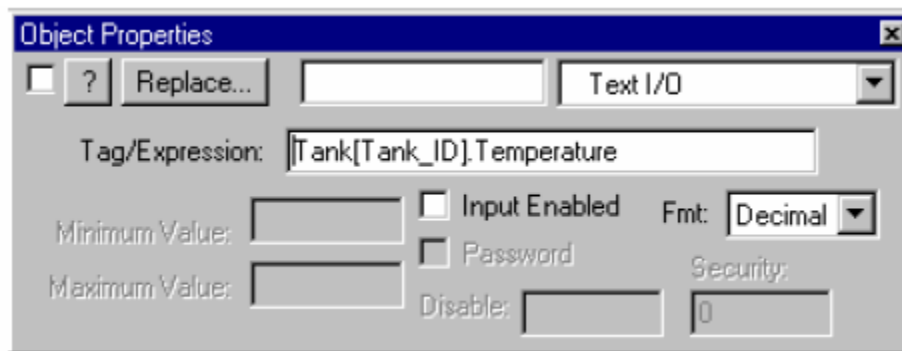 Object Properties
? Replace... Text I/O
Tag/Expression: Tank[Tank_ID].Temperature
Input Enabled Fmt: Decimal
Minimum Value:
Password
Security:
Maximum Value:
Disable: 0